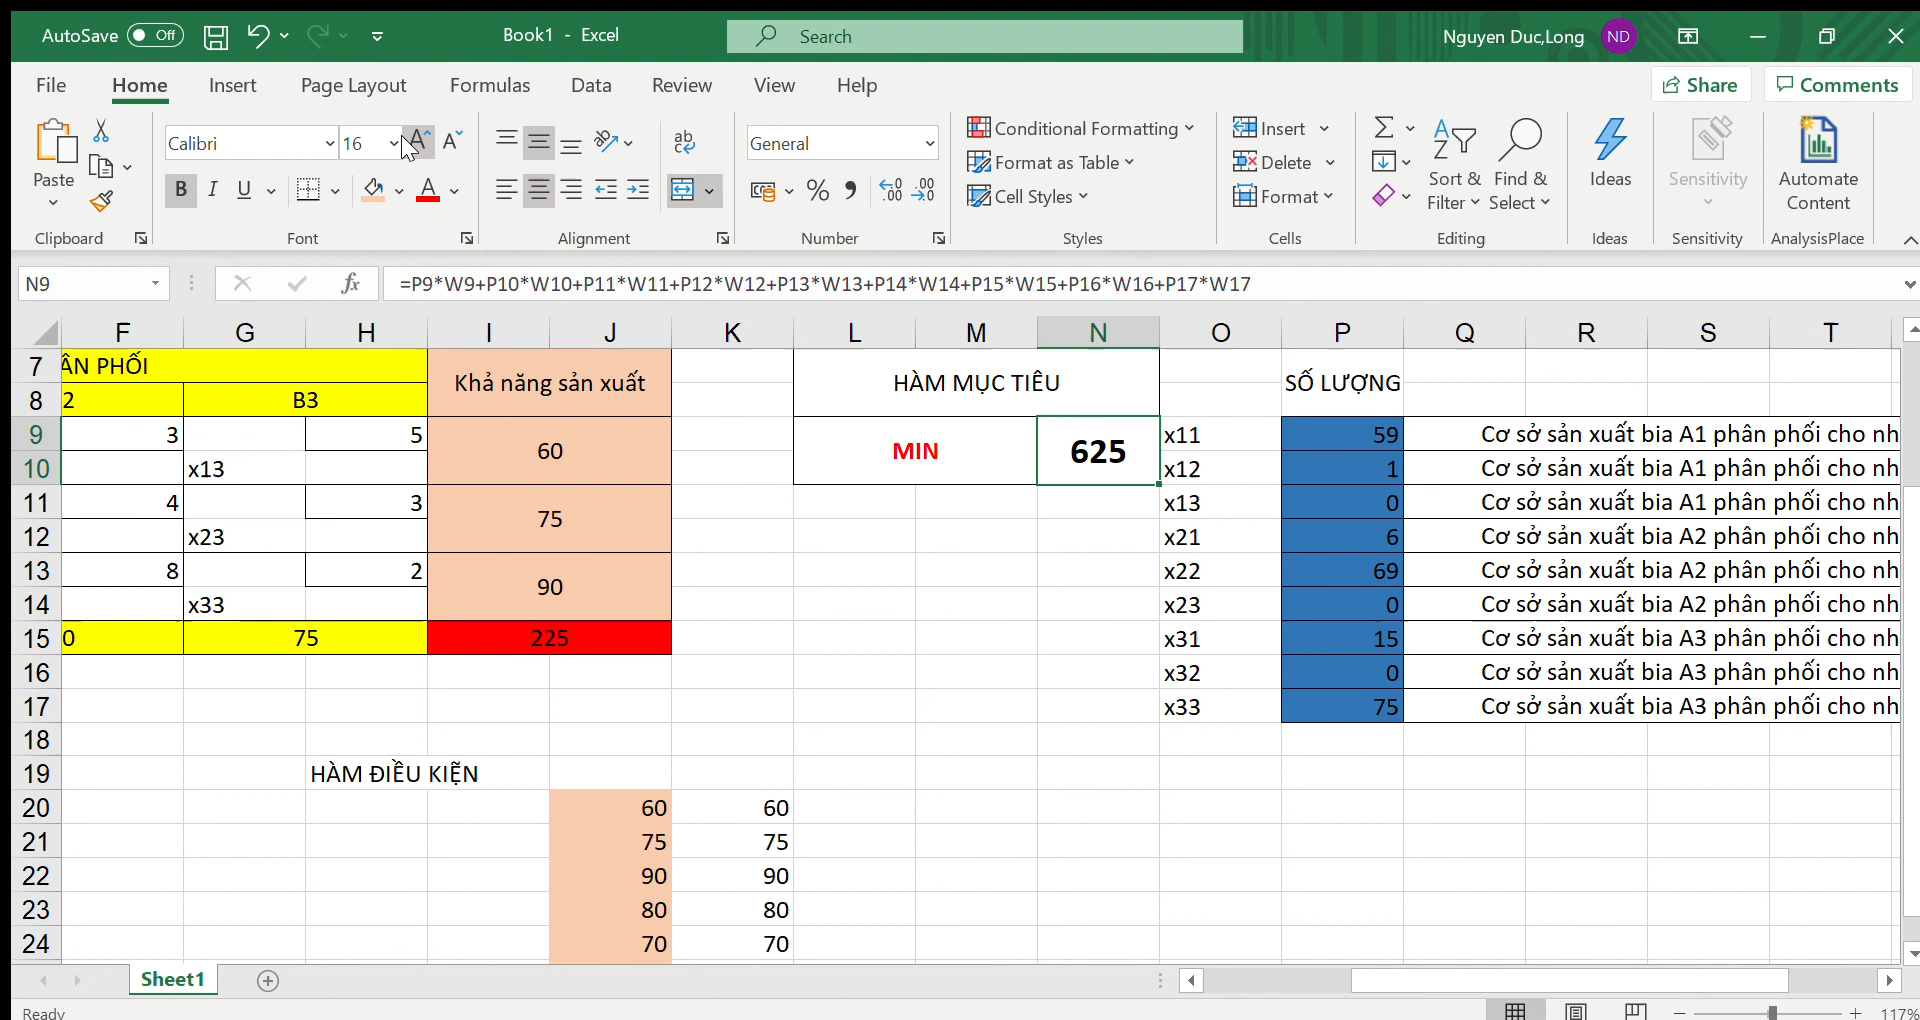 AutoSave Off Book1 - Excel Search Nguyen Duc,Long ND
File Home Insert Page Layout Formulas Data Review View Help Share Comments
Calibri 16 A A ab General Conditional Formatting Insert
Format as Table Delete
Paste B I U A % Cell Styles Format Sort & Filter Find & Select Ideas Sensitivity Automate Content
Clipboard Font Alignment Number Styles Cells Editing Ideas Sensitivity AnalysisPlace
N9 fx =P9*W9+P10*W10+P11*W11+P12*W12+P13*W13+P14*W14+P15*W15+P16*W16+P17*W17
F G H I J K L M N O P Q R S T
7 ÂN PHỐI Khả năng sản xuất HÀM MỤC TIÊU SỐ LƯỢNG
8 2 B3
9 3 5 60 MIN 625 x11 59 Cơ sở sản xuất bia A1 phân phối cho nh
10 x13 x12 1 Cơ sở sản xuất bia A1 phân phối cho nh
11 4 3 75 x13 0 Cơ sở sản xuất bia A1 phân phối cho nh
12 x23 x21 6 Cơ sở sản xuất bia A2 phân phối cho nh
13 8 2 90 x22 69 Cơ sở sản xuất bia A2 phân phối cho nh
14 x33 x23 0 Cơ sở sản xuất bia A2 phân phối cho nh
15 0 75 225 x31 15 Cơ sở sản xuất bia A3 phân phối cho nh
16 x32 0 Cơ sở sản xuất bia A3 phân phối cho nh
17 x33 75 Cơ sở sản xuất bia A3 phân phối cho nh
18
19 HÀM ĐIỀU KIỆN
20 60 60
21 75 75
22 90 90
23 80 80
24 70 70
Sheet1
Ready 117%